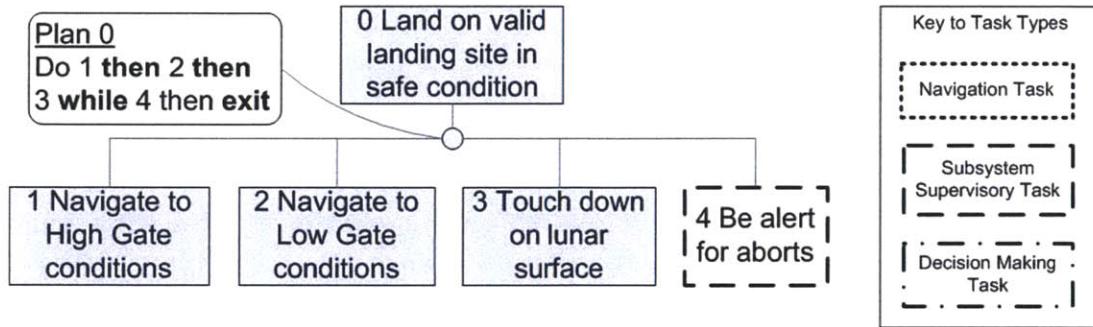 Plan 0
Do 1 then 2 then
3 while 4 then exit
0 Land on valid
landing site in
safe condition
1 Navigate to
High Gate
conditions
2 Navigate to
Low Gate
conditions
3 Touch down
on lunar
surface
4 Be alert
for aborts
Key to Task Types
Navigation Task
Subsystem
Supervisory Task
Decision Making
Task